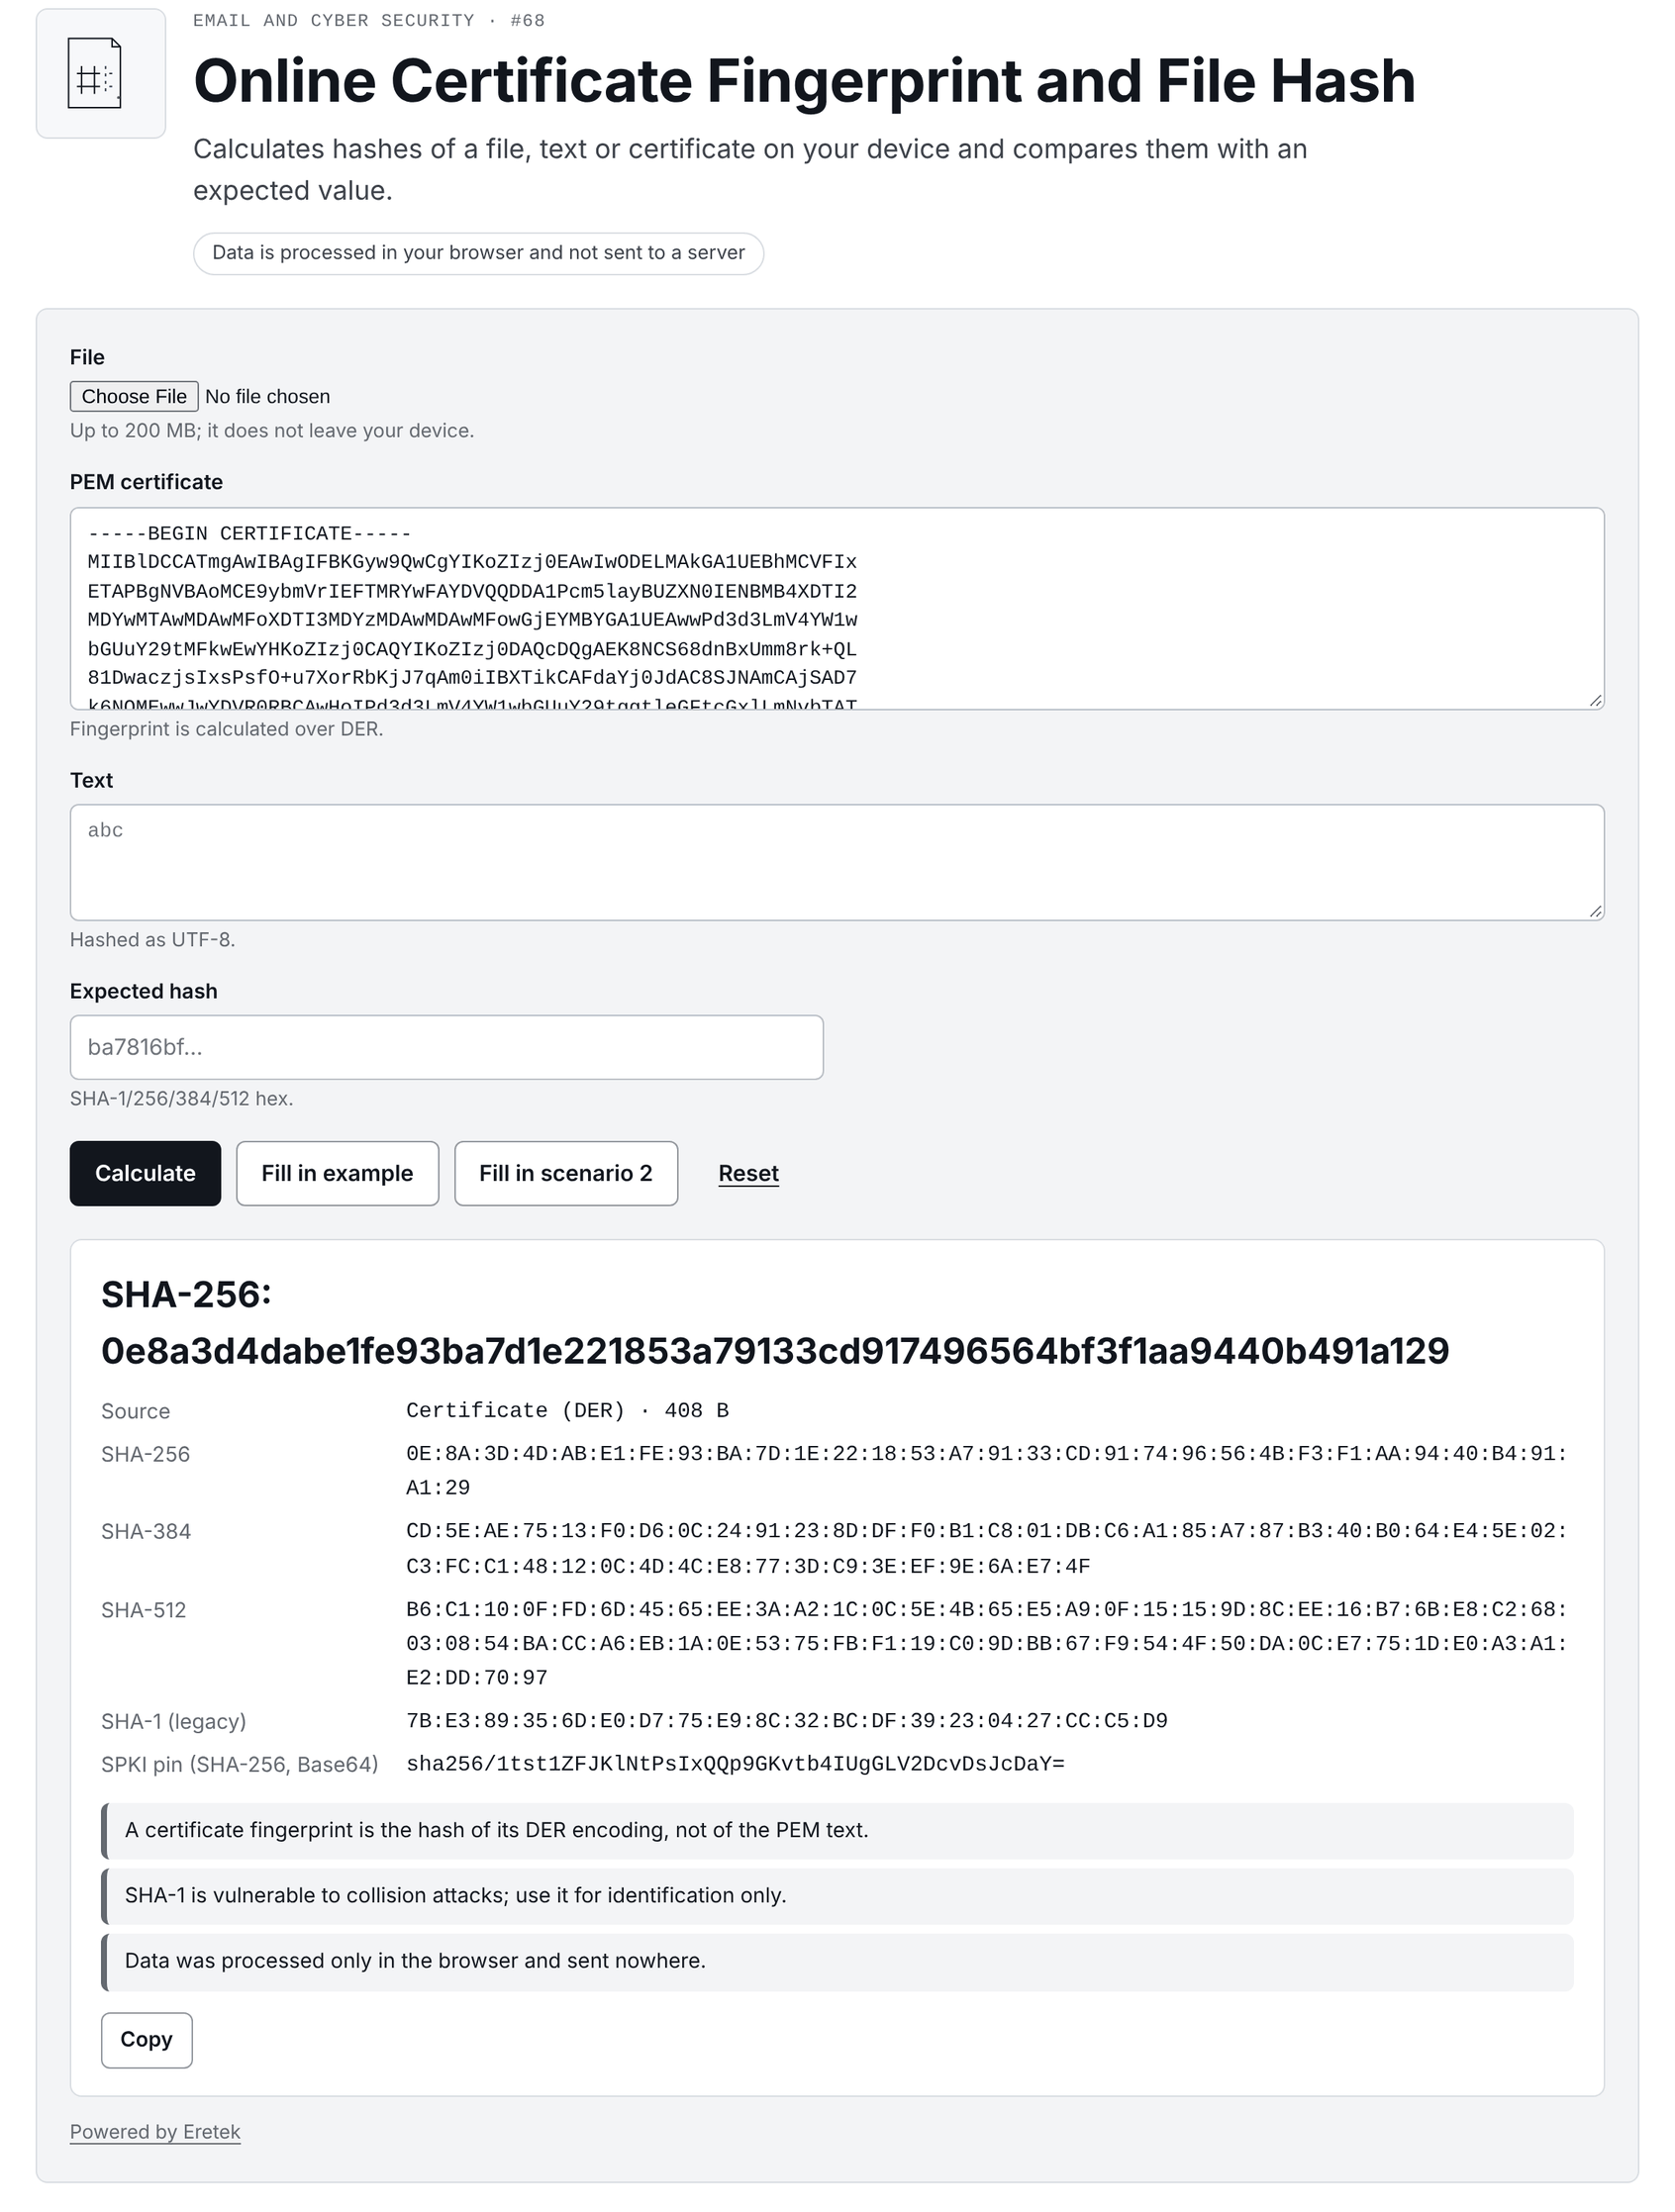 EMAIL AND CYBER SECURITY · #68
Online Certificate Fingerprint and File Hash
Calculates hashes of a file, text or certificate on your device and compares them with an
expected value.
Data is processed in your browser and not sent to a server
File
Choose File No file chosen
Up to 200 MB; it does not leave your device.
PEM certificate
-----BEGIN CERTIFICATE-----
MIIBlDCCATmgAwIBAgIFBKGyw9QwCgYIKoZIzj0EAwIwODELMAkGA1UEBhMCVFIx
ETAPBgNVBAoMCE9ybmVrIEFTMRYwFAYDVQQDDA1Pcm5layBUZXN0IENBMB4XDTI2
MDYwMTAwMDAwMFoXDTI3MDYzMDAwMDAwMFowGjEYMBYGA1UEAwwPd3d3LmV4YW1w
bGUuY29tMFkwEwYHKoZIzj0CAQYIKoZIzj0DAQcDQgAEK8NCS68dnBxUmm8rk+QL
81DwaczjsIxsPsfO+u7XorRbKjJ7qAm0iIBXTikCAFdaYj0JdAC8SJNAmCAjSAD7
Fingerprint is calculated over DER.
Text
abc
Hashed as UTF-8.
Expected hash
ba7816bf...
SHA-1/256/384/512 hex.
Calculate Fill in example Fill in scenario 2 Reset
SHA-256:
0e8a3d4dabe1fe93ba7d1e221853a79133cd917496564bf3f1aa9440b491a129
Source Certificate (DER) · 408 B
SHA-256 0E:8A:3D:4D:AB:E1:FE:93:BA:7D:1E:22:18:53:A7:91:33:CD:91:74:96:56:4B:F3:F1:AA:94:40:B4:91:
A1:29
SHA-384 CD:5E:AE:75:13:F0:D6:0C:24:91:23:8D:DF:F0:B1:C8:01:DB:C6:A1:85:A7:87:B3:40:B0:64:E4:5E:02:
C3:FC:C1:48:12:0C:4D:4C:E8:77:3D:C9:3E:EF:9E:6A:E7:4F
SHA-512 B6:C1:10:0F:FD:6D:45:65:EE:3A:A2:1C:0C:5E:4B:65:E5:A9:0F:15:15:9D:8C:EE:16:B7:6B:E8:C2:68:
03:08:54:BA:CC:A6:EB:1A:0E:53:75:FB:F1:19:C0:9D:BB:67:F9:54:4F:50:DA:0C:E7:75:1D:E0:A3:A1:
E2:DD:70:97
SHA-1 (legacy) 7B:E3:89:35:6D:E0:D7:75:E9:8C:32:BC:DF:39:23:04:27:CC:C5:D9
SPKI pin (SHA-256, Base64) sha256/1tst1ZFJKlNtPsIxQQp9GKvtb4IUgGLV2DcvDsJcDaY=
A certificate fingerprint is the hash of its DER encoding, not of the PEM text.
SHA-1 is vulnerable to collision attacks; use it for identification only.
Data was processed only in the browser and sent nowhere.
Copy
Powered by Eretek